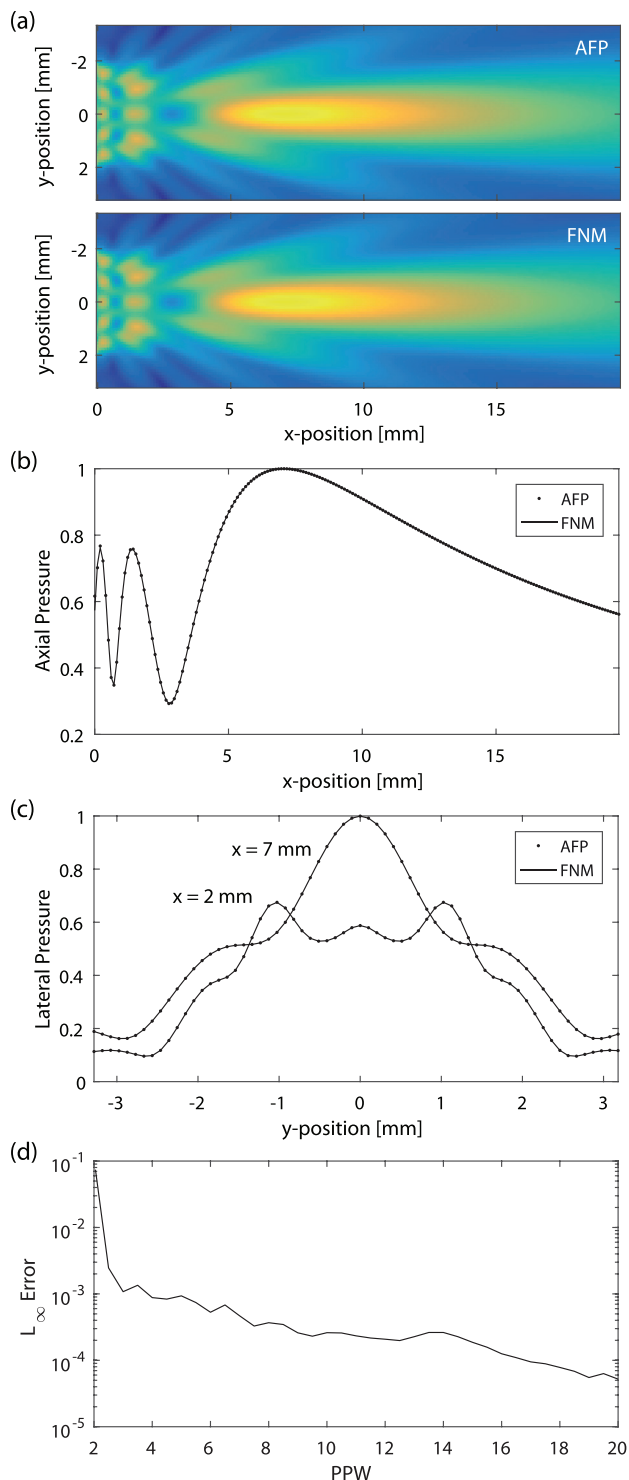 (a)
AFP
y-position [mm]
-2
0
2
FNM
y-position [mm]
-2
0
2
0 5 10 15
x-position [mm]
(b)
Axial Pressure
1
0.8
0.6
0.4
0.2
AFP
FNM
0 5 10 15
x-position [mm]
(c)
Lateral Pressure
1
0.8
0.6
0.4
0.2
0
x = 7 mm
x = 2 mm
AFP
FNM
-3 -2 -1 0 1 2 3
y-position [mm]
(d)
L∞ Error
10-1
10-2
10-3
10-4
10-5
2 4 6 8 10 12 14 16 18 20
PPW